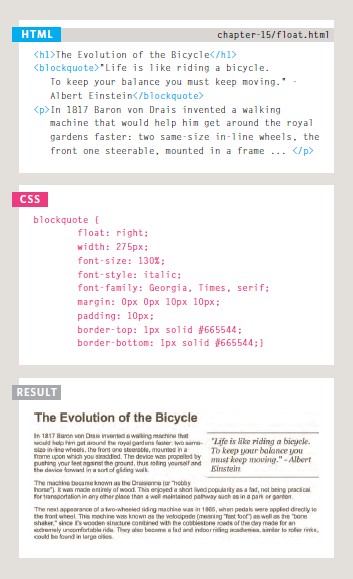 HTML
chapter-15/float.html
<h1>The Evolution of the Bicycle</h1>
<blockquote>"Life is like riding a bicycle.
To keep your balance you must keep moving." -
Albert Einstein</blockquote>
<p>In 1817 Baron von Drais invented a walking
machine that would help him get around the royal
gardens faster: two same-size in-line wheels, the
front one steerable, mounted in a frame ... </p>
CSS
blockquote {
float: right;
width: 275px;
font-size: 130%;
font-style: italic;
font-family: Georgia, Times, serif;
margin: 0px 0px 10px 10px;
padding: 10px;
border-top: 1px solid #665544;
border-bottom: 1px solid #665544;}
RESULT
The Evolution of the Bicycle
In 1817 Baron von Drais invented a walking machine that
would help him get around the royal gardens faster: two same-
size in-line wheels, the front one steerable, mounted in a
frame upon which you straddled. The device was propelled by
pushing your feet against the ground, thus rolling yourself and
the device forward in a sort of gliding walk.
"Life is like riding a bicycle.
To keep your balance you
must keep moving." - Albert
Einstein
The machine became known as the Draisienne (or "hobby
horse"). It was made entirely of wood. This enjoyed a short lived popularity as a fad, not being practical
for transportation in any other place than a well maintained pathway such as in a park or garden.
The next appearance of a two-wheeled riding machine was in 1865, when pedals were applied directly to
the front wheel. This machine was known as the velocipede (meaning "fast foot") as well as the "bone
shaker," since it's wooden structure combined with the cobblestone roads of the day made for an
extremely uncomfortable ride. They also became a fad and indoor riding academies, similar to roller rinks,
could be found in large cities.